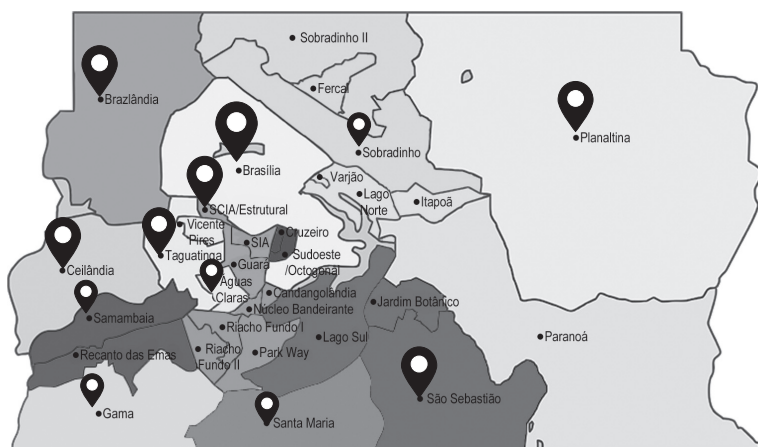 Sobradinho II
Fercal
Brazlândia
Planaltina
Sobradinho
Brasília
Varjão
Lago
Norte
Itapoã
SCIA/Estrutural
Vicente
Pires
Cruzeiro
SIA
Taguatinga
Sudoeste
/Octogonal
Guará
Ceilândia
Águas
Claras
Candangolândia
Jardim Botânico
Núcleo Bandeirante
Samambaia
Riacho Fundo I
Lago Sul
Paranoá
Riacho
Fundo II
Park Way
Recanto das Emas
São Sebastião
Gama
Santa Maria